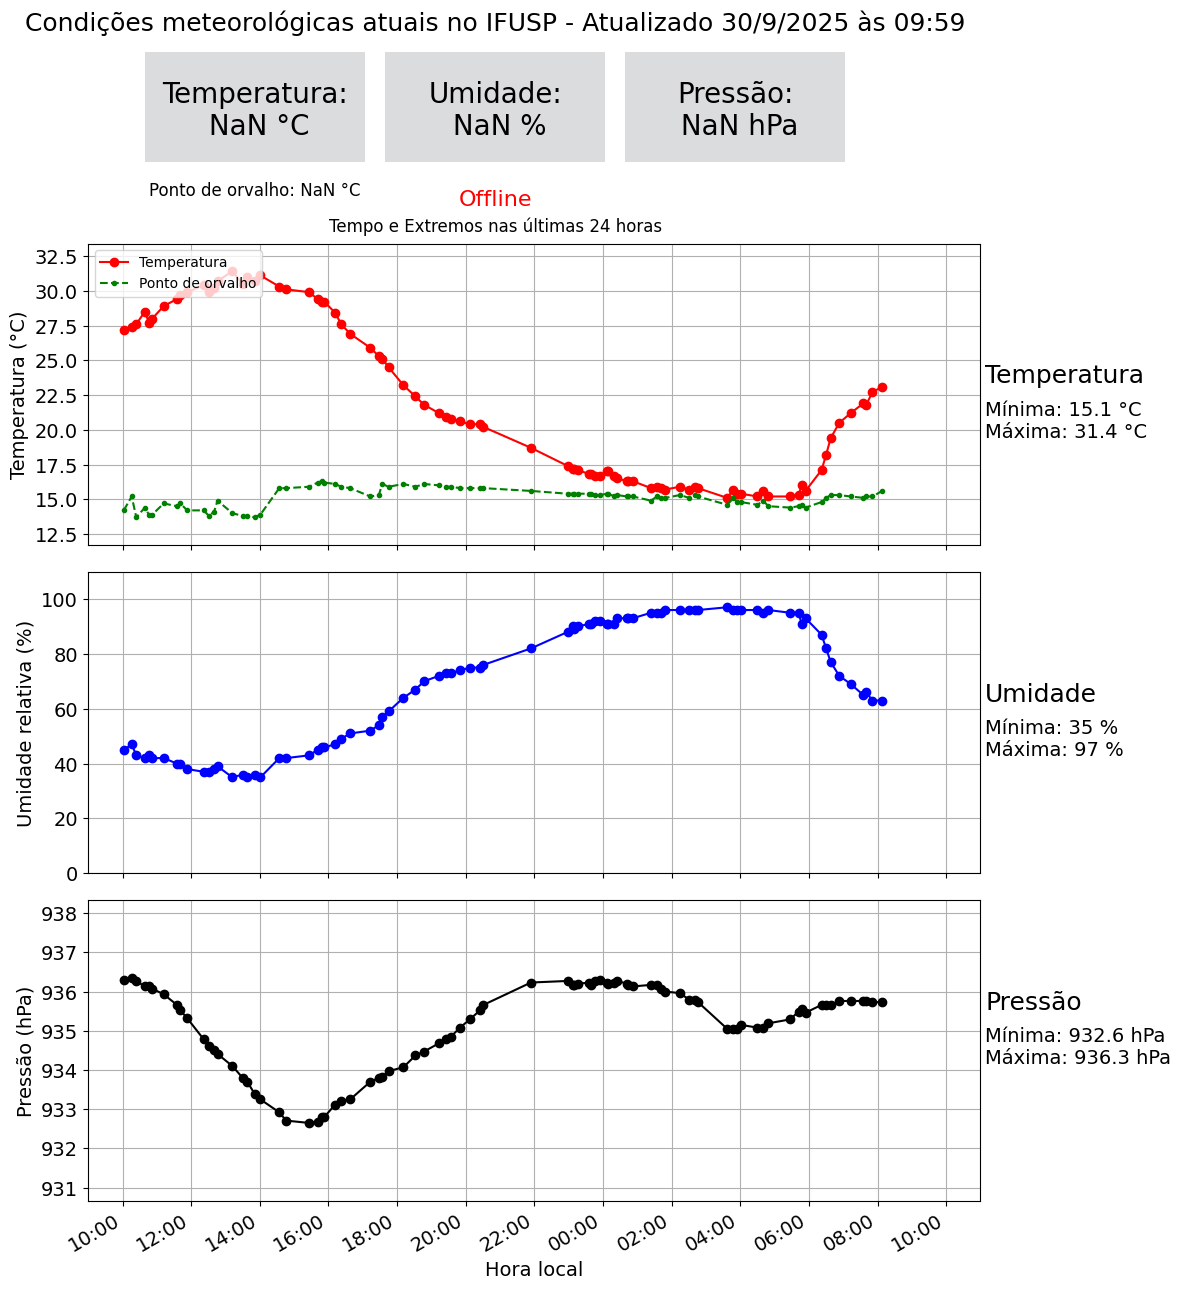 Condições meteorológicas atuais no IFUSP - Atualizado 30/9/2025 às 09:59
Temperatura:
NaN °C
Umidade:
NaN %
Pressão:
NaN hPa
Ponto de orvalho: NaN °C
Offline
Tempo e Extremos nas últimas 24 horas
Temperatura (°C)
32.5
30.0
27.5
25.0
22.5
20.0
17.5
15.0
12.5
Temperatura
Ponto de orvalho
Temperatura
Mínima: 15.1 °C
Máxima: 31.4 °C
Umidade relativa (%)
100
80
60
40
20
0
Umidade
Mínima: 35 %
Máxima: 97 %
Pressão (hPa)
938
937
936
935
934
933
932
931
Pressão
Mínima: 932.6 hPa
Máxima: 936.3 hPa
10:00
12:00
14:00
16:00
18:00
20:00
22:00
00:00
02:00
04:00
06:00
08:00
10:00
Hora local